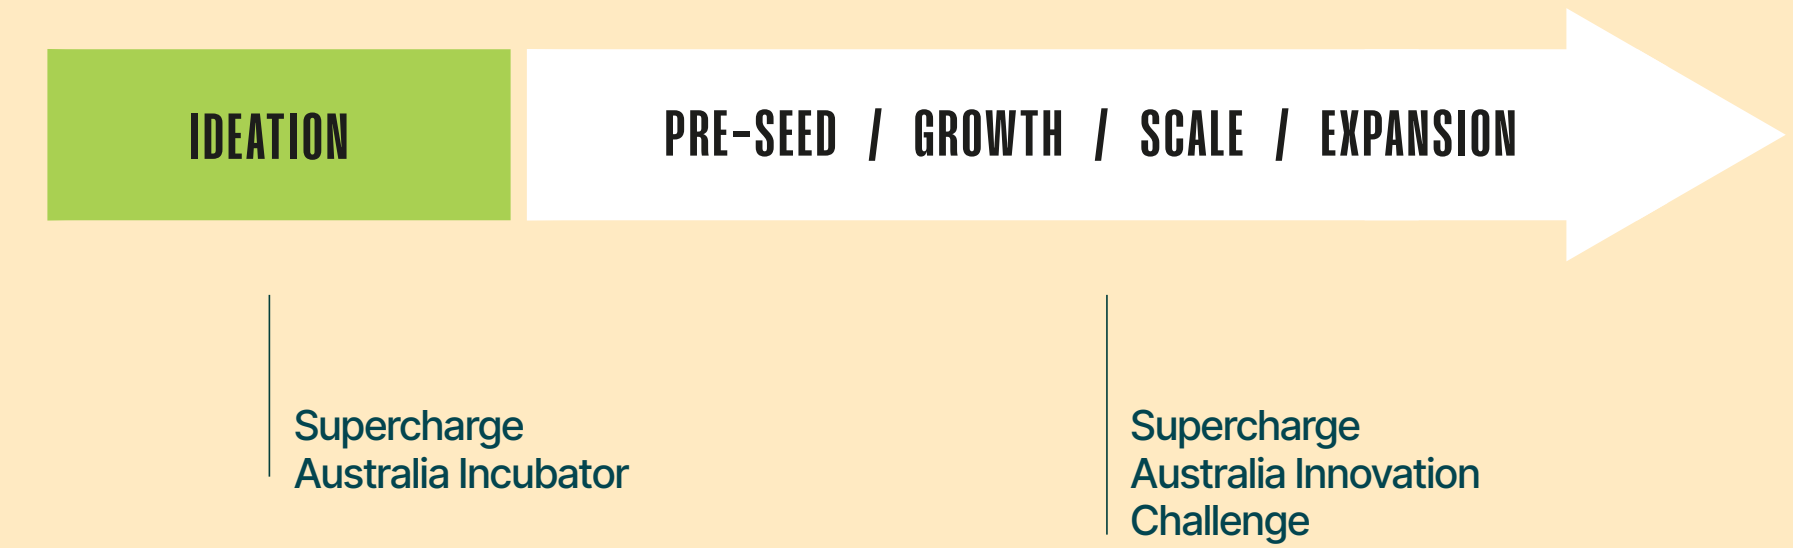 IDEATION
PRE-SEED / GROWTH / SCALE / EXPANSION
Supercharge
Australia Incubator
Supercharge
Australia Innovation
Challenge